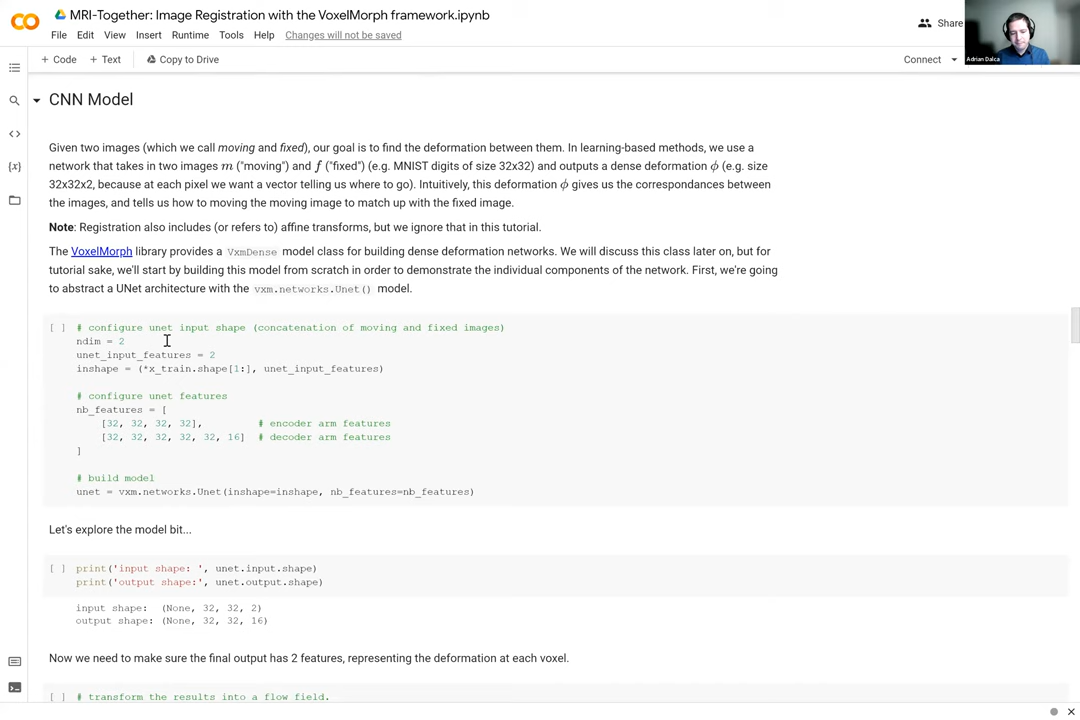 MRI-Together: Image Registration with the VoxelMorph framework.ipynb
File Edit View Insert Runtime Tools Help Changes will not be saved
Share
Adrian Dalca
+ Code + Text Copy to Drive
Connect
CNN Model
Given two images (which we call moving and fixed), our goal is to find the deformation between them. In learning-based methods, we use a
network that takes in two images m ("moving") and f ("fixed") (e.g. MNIST digits of size 32x32) and outputs a dense deformation ϕ (e.g. size
32x32x2, because at each pixel we want a vector telling us where to go). Intuitively, this deformation ϕ gives us the correspondances between
the images, and tells us how to moving the moving image to match up with the fixed image.
Note: Registration also includes (or refers to) affine transforms, but we ignore that in this tutorial.
The VoxelMorph library provides a VxmDense model class for building dense deformation networks. We will discuss this class later on, but for
tutorial sake, we'll start by building this model from scratch in order to demonstrate the individual components of the network. First, we're going
to abstract a UNet architecture with the vxm.networks.Unet() model.
[ ] # configure unet input shape (concatenation of moving and fixed images)
ndim = 2
unet_input_features = 2
inshape = (*x_train.shape[1:], unet_input_features)
# configure unet features
nb_features = [
[32, 32, 32, 32], # encoder arm features
[32, 32, 32, 32, 32, 16] # decoder arm features
]
# build model
unet = vxm.networks.Unet(inshape=inshape, nb_features=nb_features)
Let's explore the model bit...
[ ] print('input shape: ', unet.input.shape)
print('output shape:', unet.output.shape)
input shape: (None, 32, 32, 2)
output shape: (None, 32, 32, 16)
Now we need to make sure the final output has 2 features, representing the deformation at each voxel.
[ ] # transform the results into a flow field.